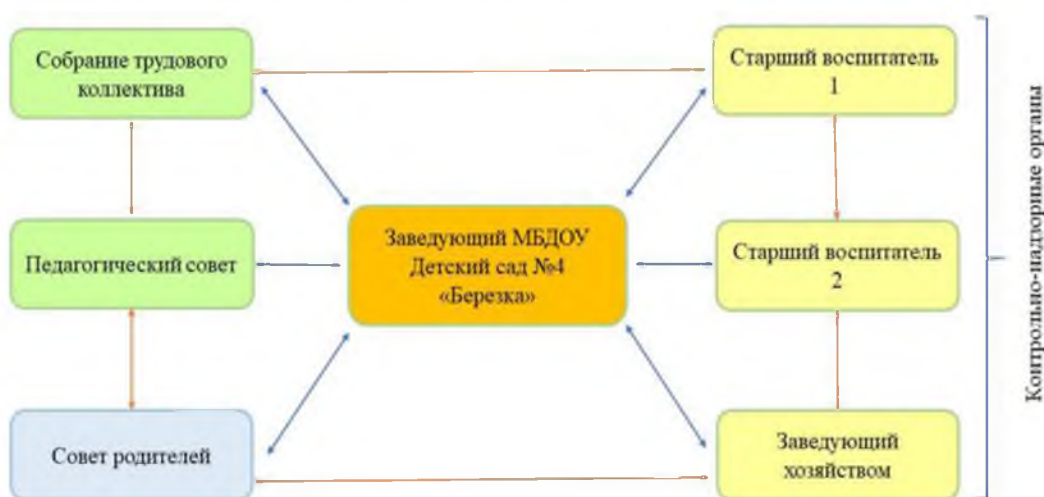 Собрание трудового
коллектива
Старший воспитатель
1
Педагогический совет
Заведующий МБДОУ
Детский сад №4
«Березка»
Старший воспитатель
2
Совет родителей
Заведующий
хозяйством
Контрольно-надзорные органы